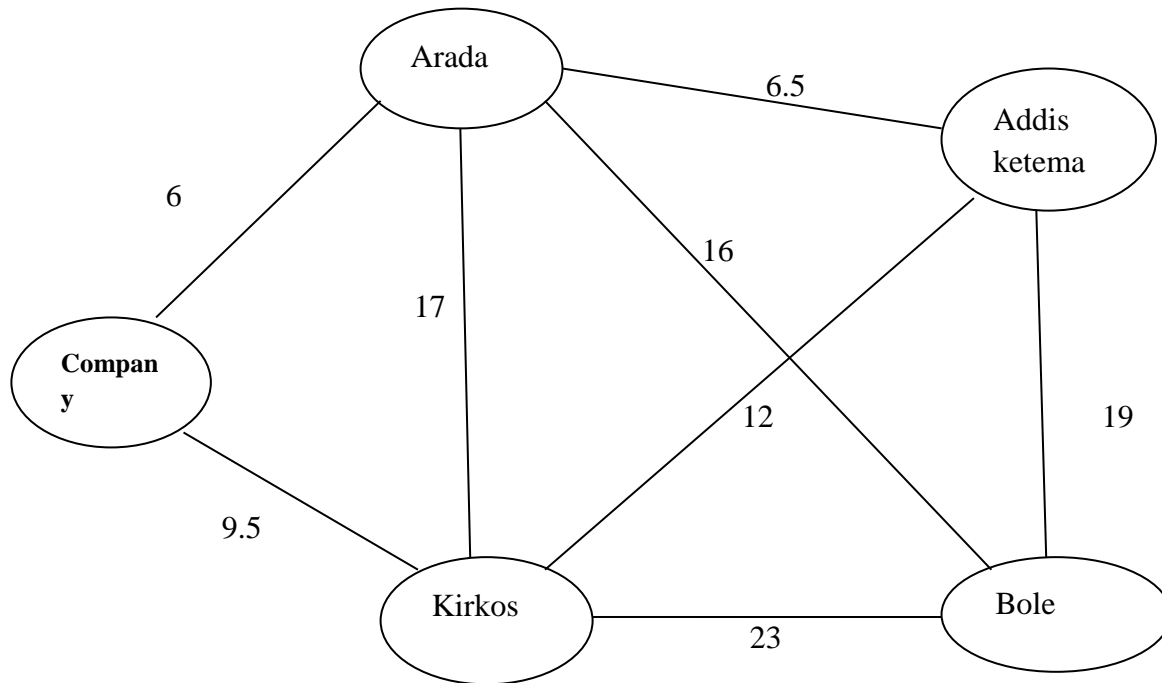 Arada
6.5
Addis
ketema
6
16
17
Compan
y
12
19
9.5
Kirkos
Bole
23